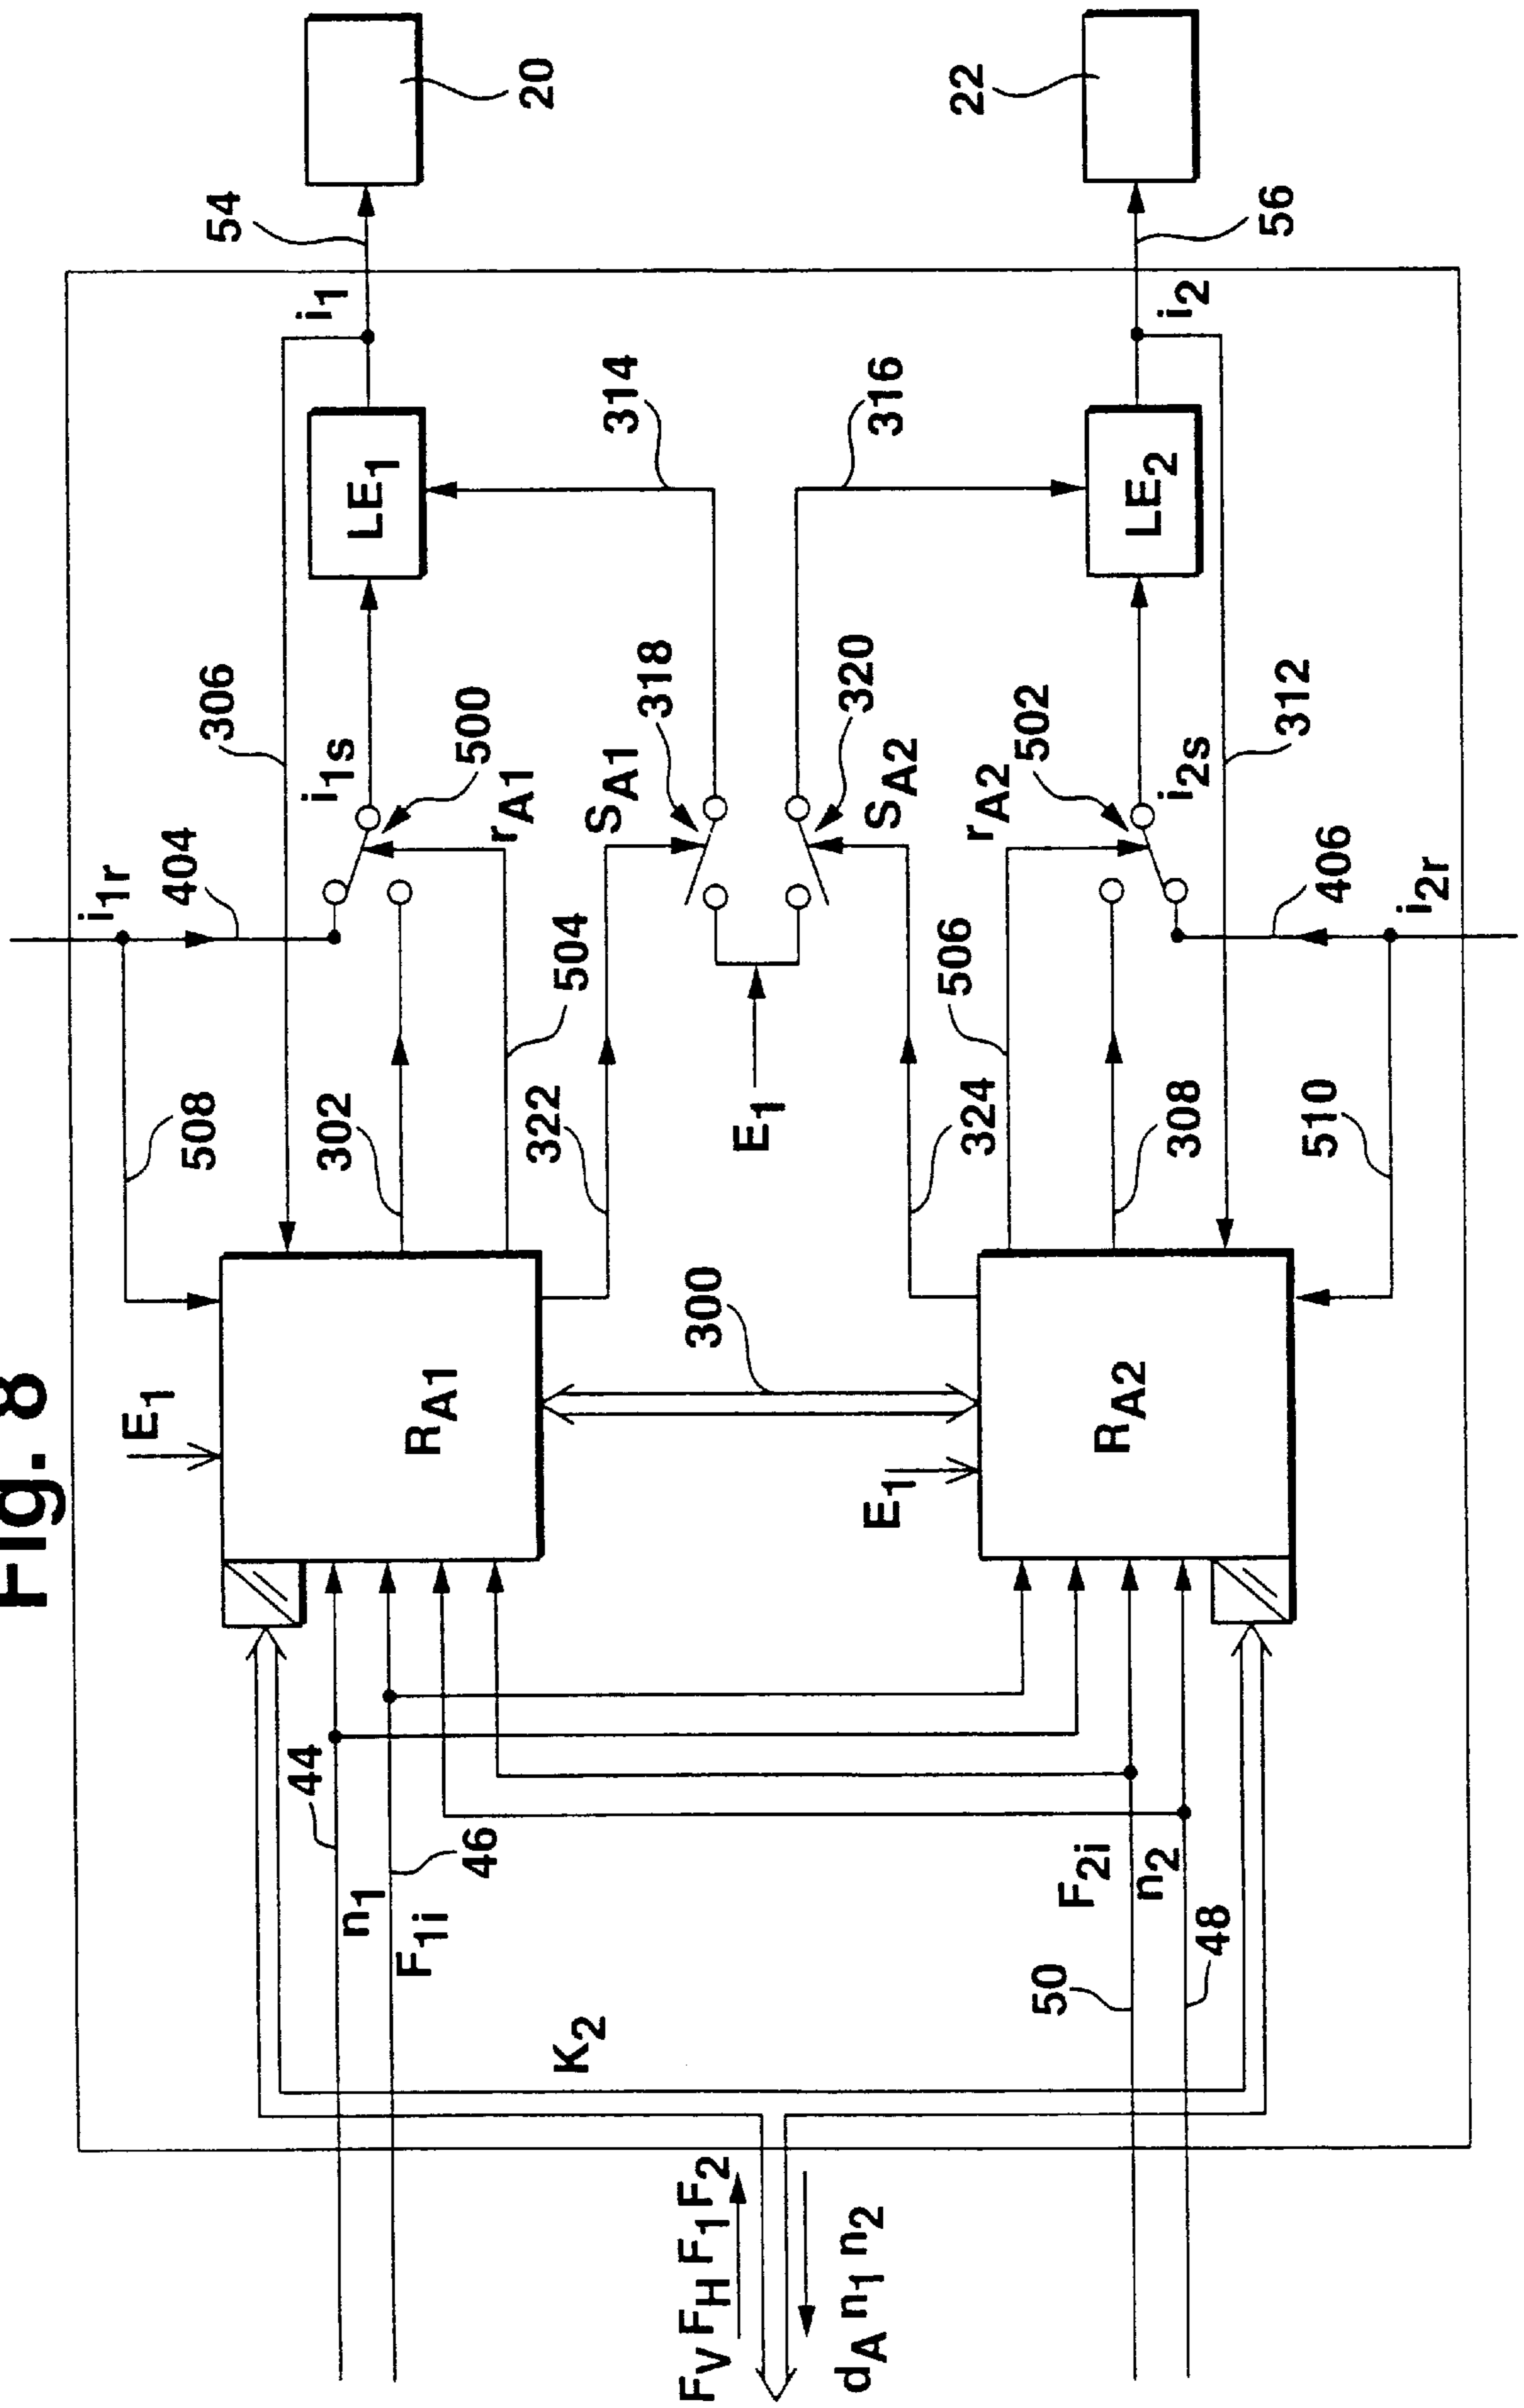 Fig. 8
E1
508
i1r
404
306
i1
54
20
302
i1s
500
rA1
504
LE1
RA1
322
SA1
318
314
44
n1
46
F1i
300
E1
K2
FV FH F1 F2
dA n1 n2
E1
324
SA2
320
316
RA2
506
rA2
502
LE2
22
F2i
n2
50
48
308
i2s
312
i2
56
510
406
i2r